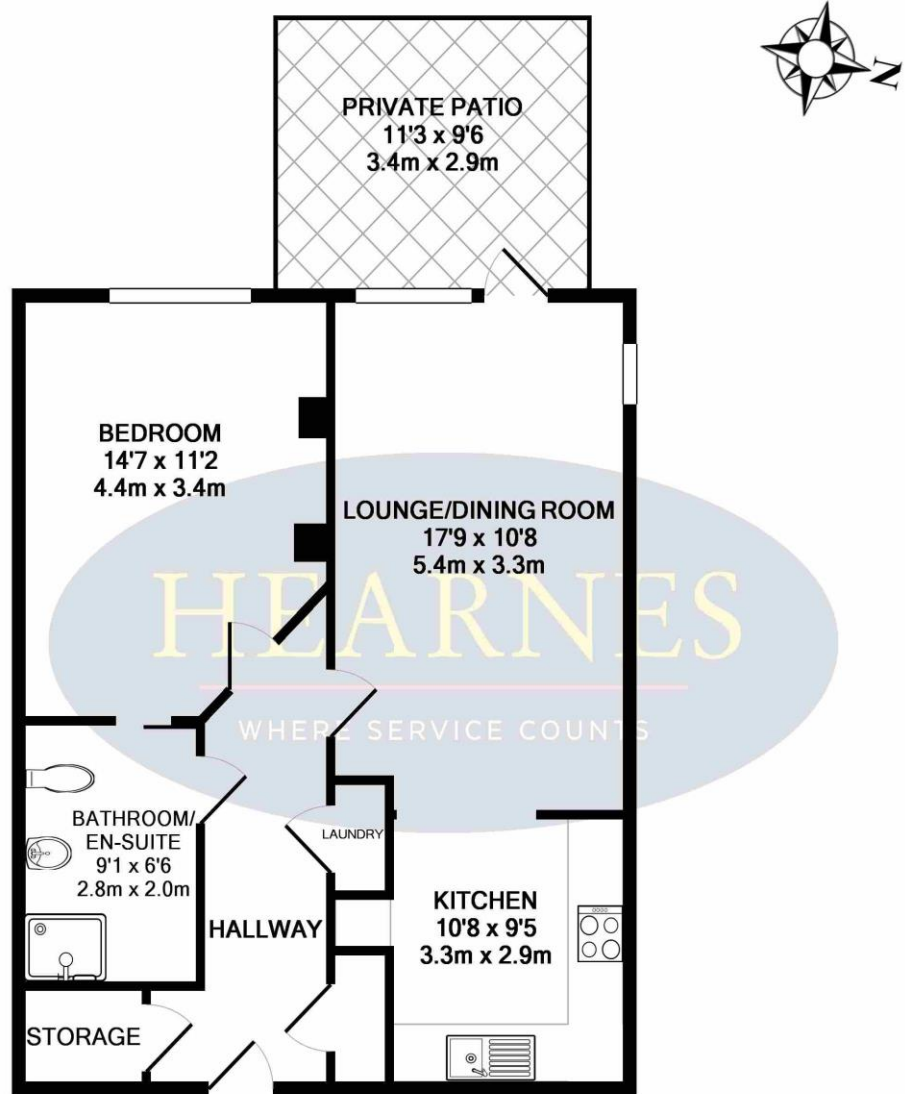 N
PRIVATE PATIO
11'3 x 9'6
3.4m x 2.9m
BEDROOM
14'7 x 11'2
4.4m x 3.4m
LOUNGE/DINING ROOM
17'9 x 10'8
5.4m x 3.3m
HEARNES
WHERE SERVICE COUNTS
BATHROOM/
EN-SUITE
9'1 x 6'6
2.8m x 2.0m
LAUNDRY
HALLWAY
KITCHEN
10'8 x 9'5
3.3m x 2.9m
STORAGE